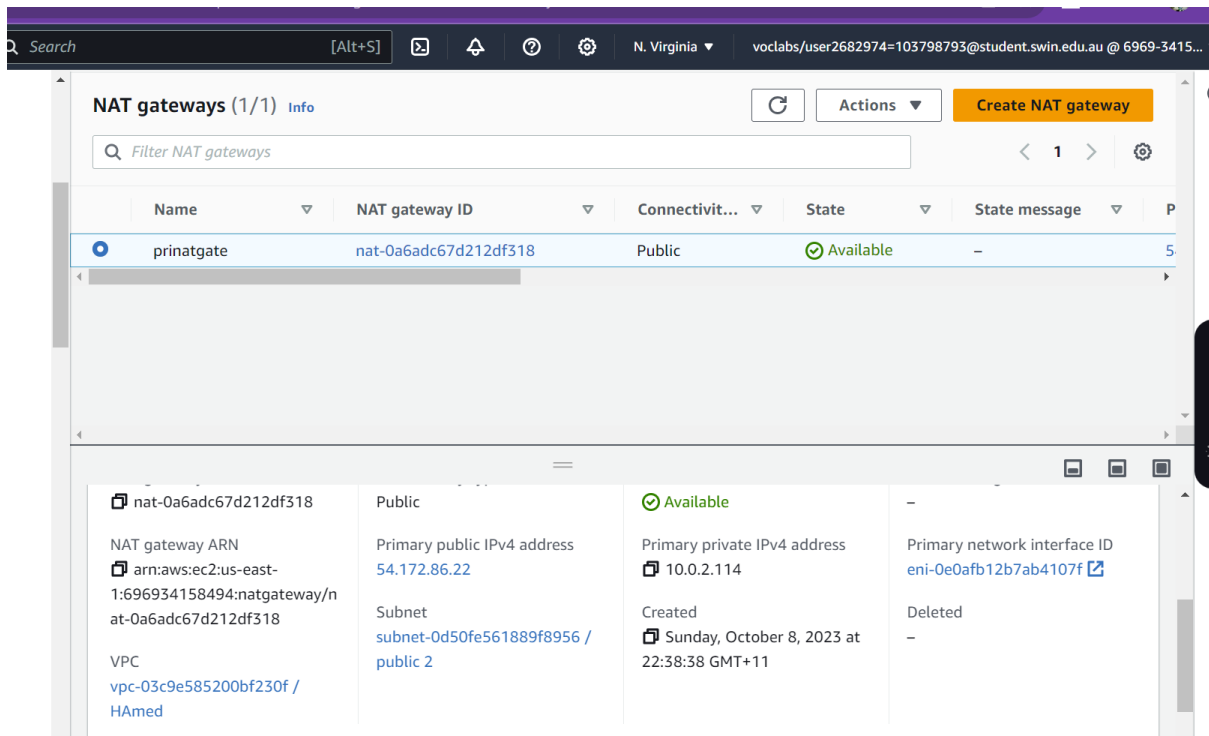 Search [Alt+S] N. Virginia ▼ voclabs/user2682974=103798793@student.swin.edu.au @ 6969-3415...
NAT gateways (1/1) Info Actions ▼ Create NAT gateway
Filter NAT gateways 1
Name NAT gateway ID Connectivit... State State message P
prinatgate nat-0a6adc67d212df318 Public Available – 5
nat-0a6adc67d212df318 Public Available –
NAT gateway ARN Primary public IPv4 address Primary private IPv4 address Primary network interface ID
arn:aws:ec2:us-east- 54.172.86.22 10.0.2.114 eni-0e0afb12b7ab4107f
1:696934158494:natgateway/n
at-0a6adc67d212df318 Subnet Created Deleted
subnet-0d50fe561889f8956 / Sunday, October 8, 2023 at –
VPC public 2 22:38:38 GMT+11
vpc-03c9e585200bf230f /
HAmed